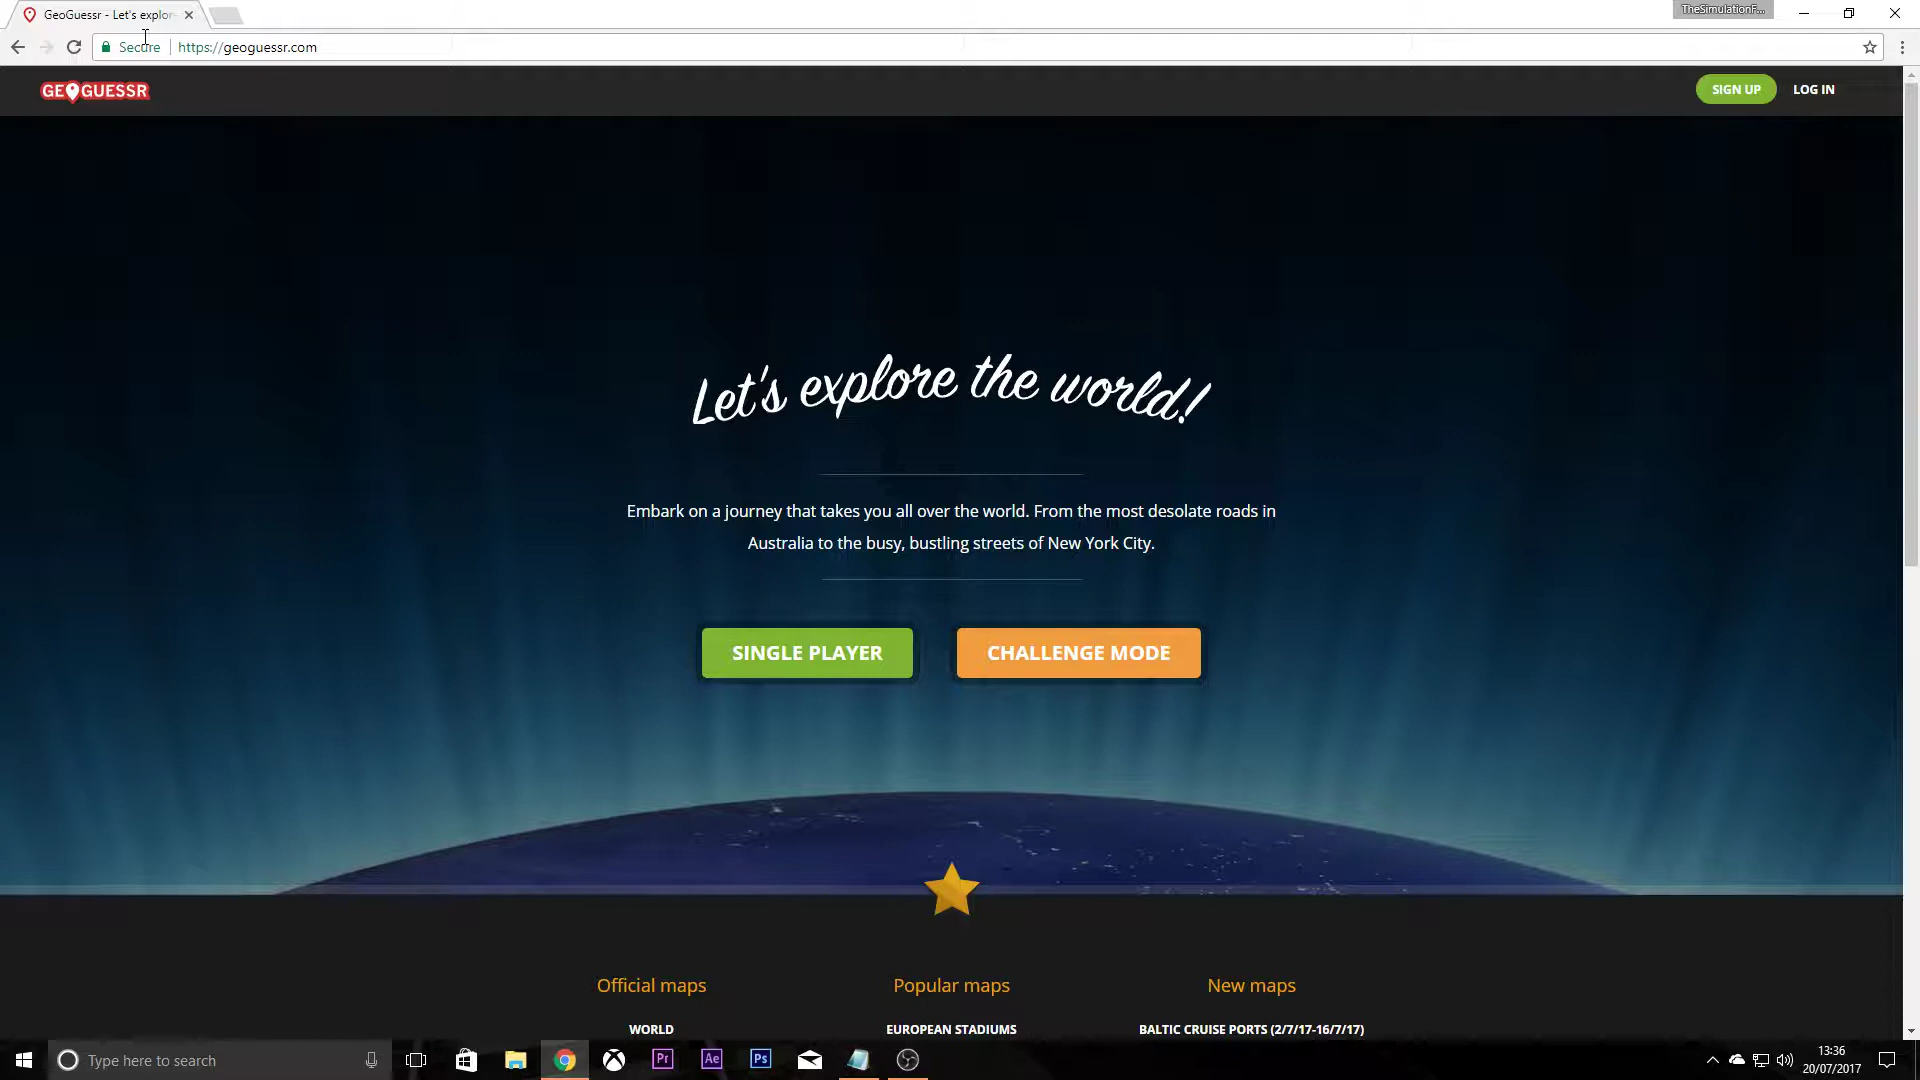 GeoGuessr - Let's explor
TheSimulationF...
Secure
https://geoguessr.com
GEOGUESSR
SIGN UP
LOG IN
Let's explore the world!
Embark on a journey that takes you all over the world. From the most desolate roads in
Australia to the busy, bustling streets of New York City.
SINGLE PLAYER
CHALLENGE MODE
Official maps
Popular maps
New maps
WORLD
EUROPEAN STADIUMS
BALTIC CRUISE PORTS (2/7/17-16/7/17)
Type here to search
Pr
Ae
Ps
13:36
20/07/2017